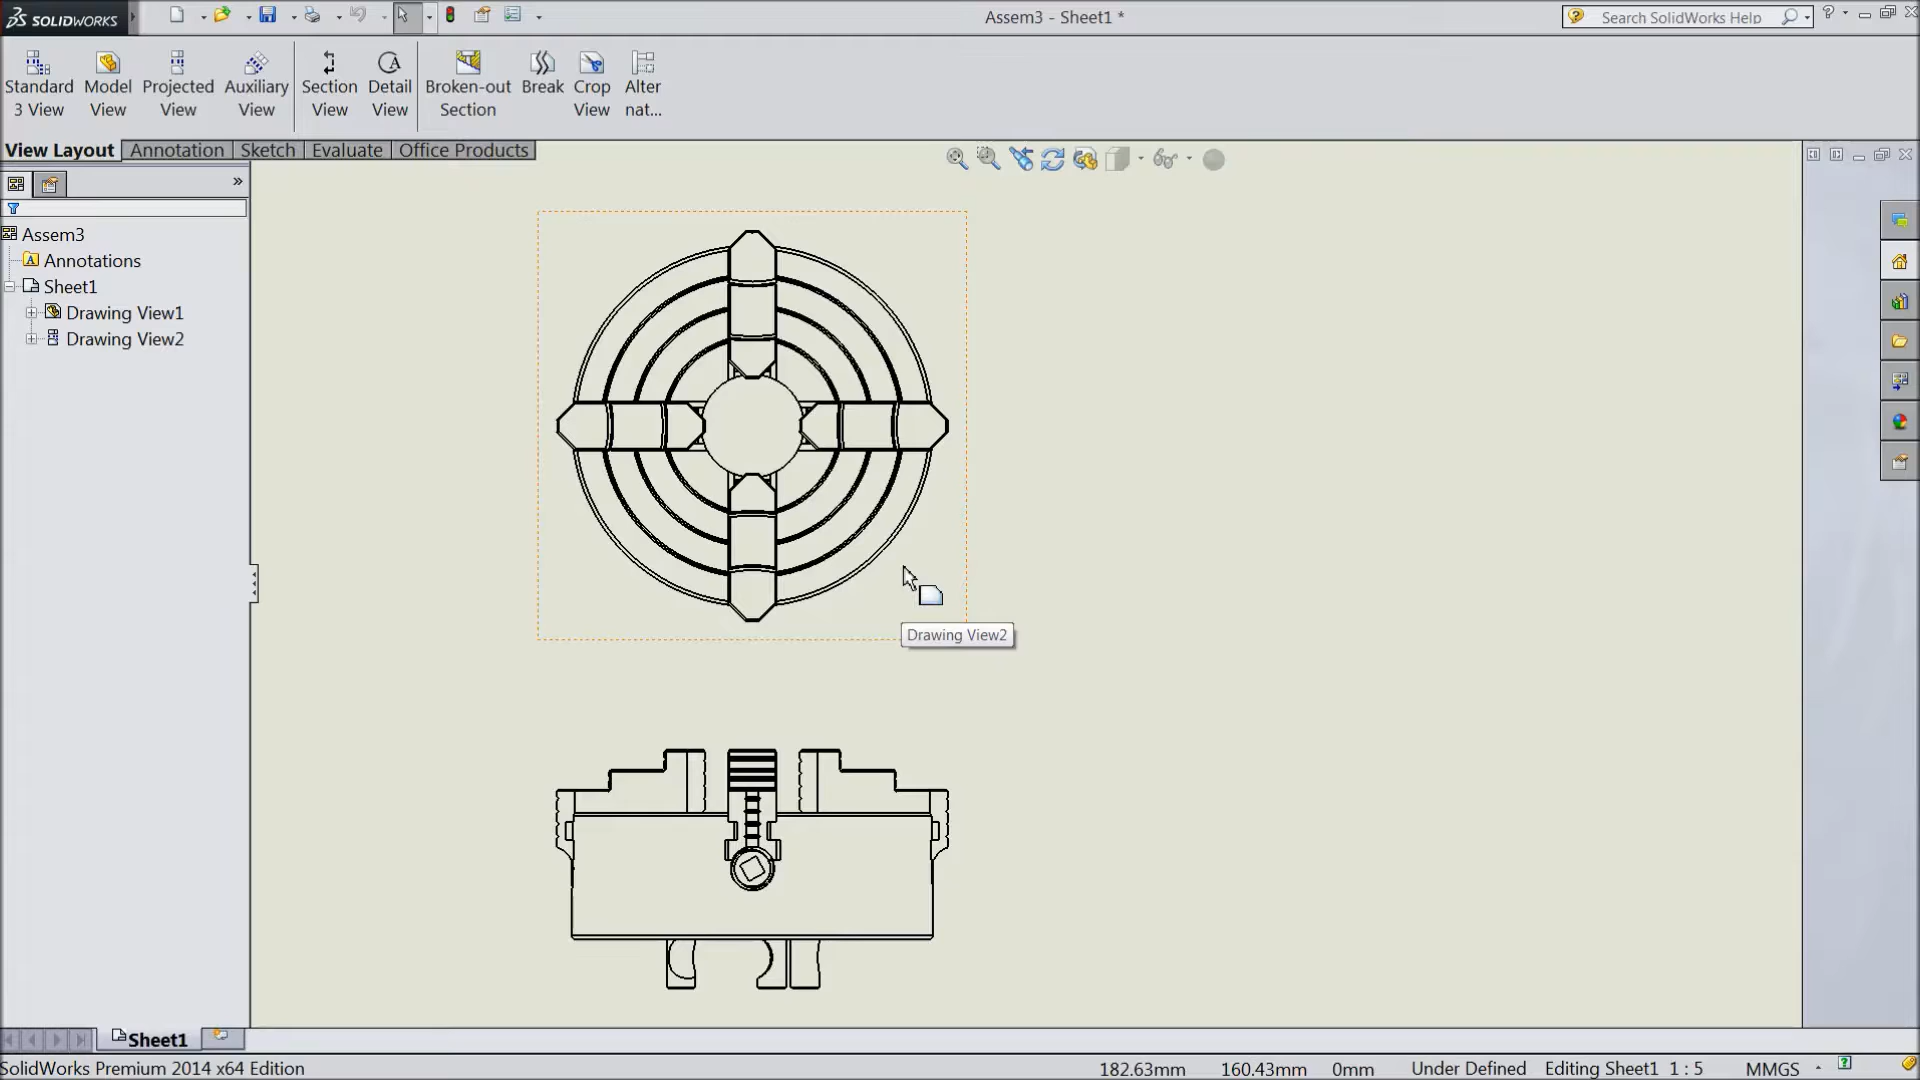 SOLIDWORKS
Assem3 - Sheet1 *
Search SolidWorks Help
Standard 3 View
Model View
Projected View
Auxiliary View
Section View
Detail View
Broken-out Section
Break
Crop View
Alter nat...
View Layout
Annotation
Sketch
Evaluate
Office Products
Assem3
Annotations
Sheet1
Drawing View1
Drawing View2
Drawing View2
Sheet1
SolidWorks Premium 2014 x64 Edition
182.63mm
160.43mm
0mm
Under Defined
Editing Sheet1
1 : 5
MMGS